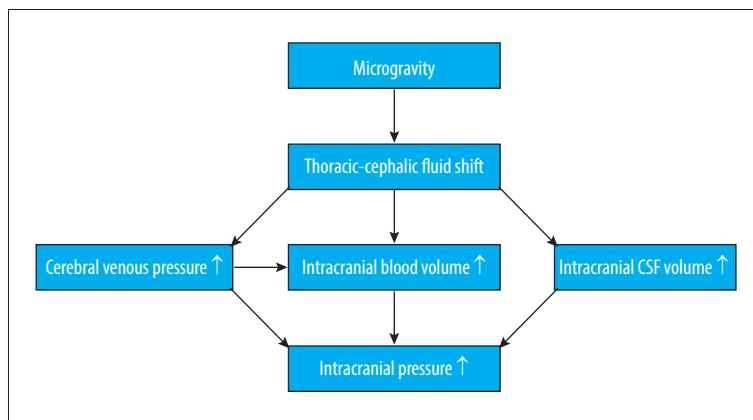 Microgravity
Thoracic-cephalic fluid shift
Cerebral venous pressure ↑
Intracranial blood volume ↑
Intracranial CSF volume ↑
Intracranial pressure ↑